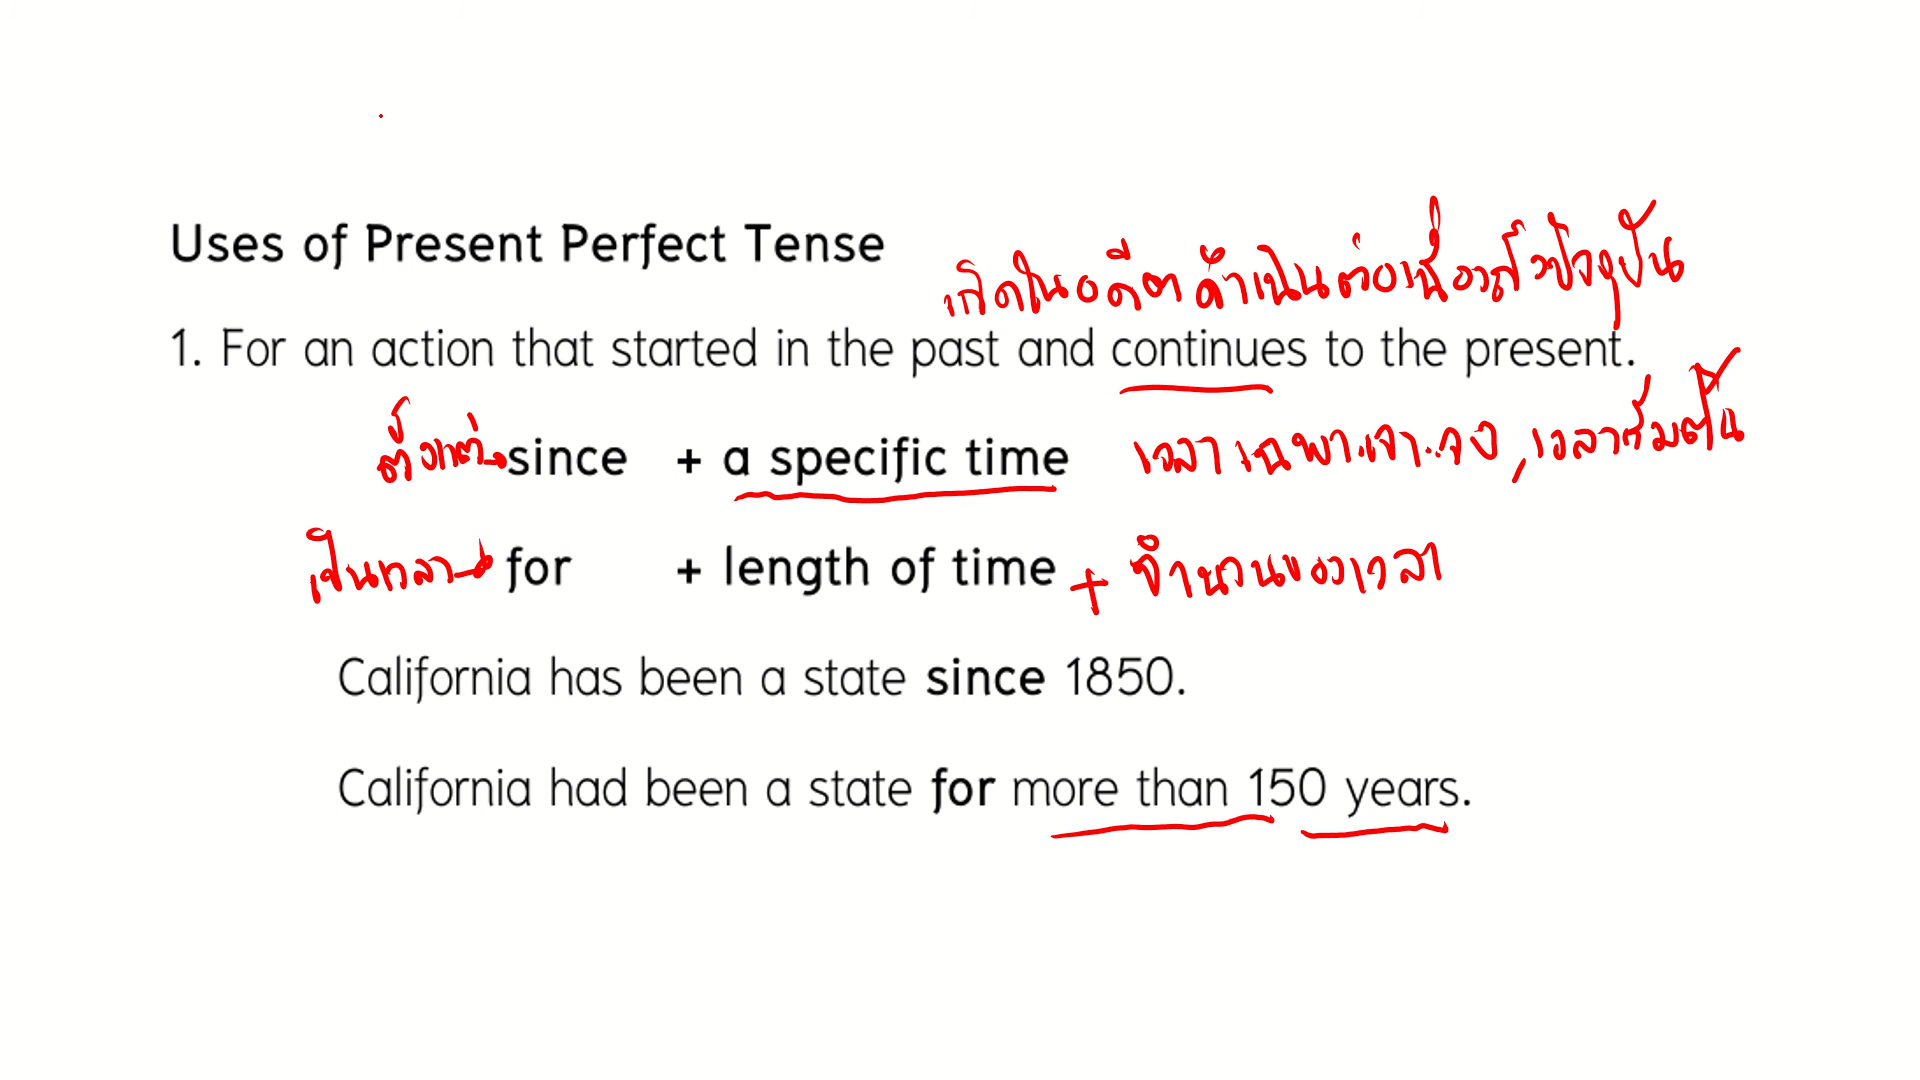 Uses of Present Perfect Tense
เกิดในอดีตดำเนินต่อเนื่องถึงปัจจุบัน
1. For an action that started in the past and continues to the present.
ตั้งแต่ since + a specific time เวลาเฉพาะเจาะจง , เวลาเริ่มต้น
เป็นเวลา for + length of time + จำนวนของเวลา
California has been a state since 1850.
California had been a state for more than 150 years.